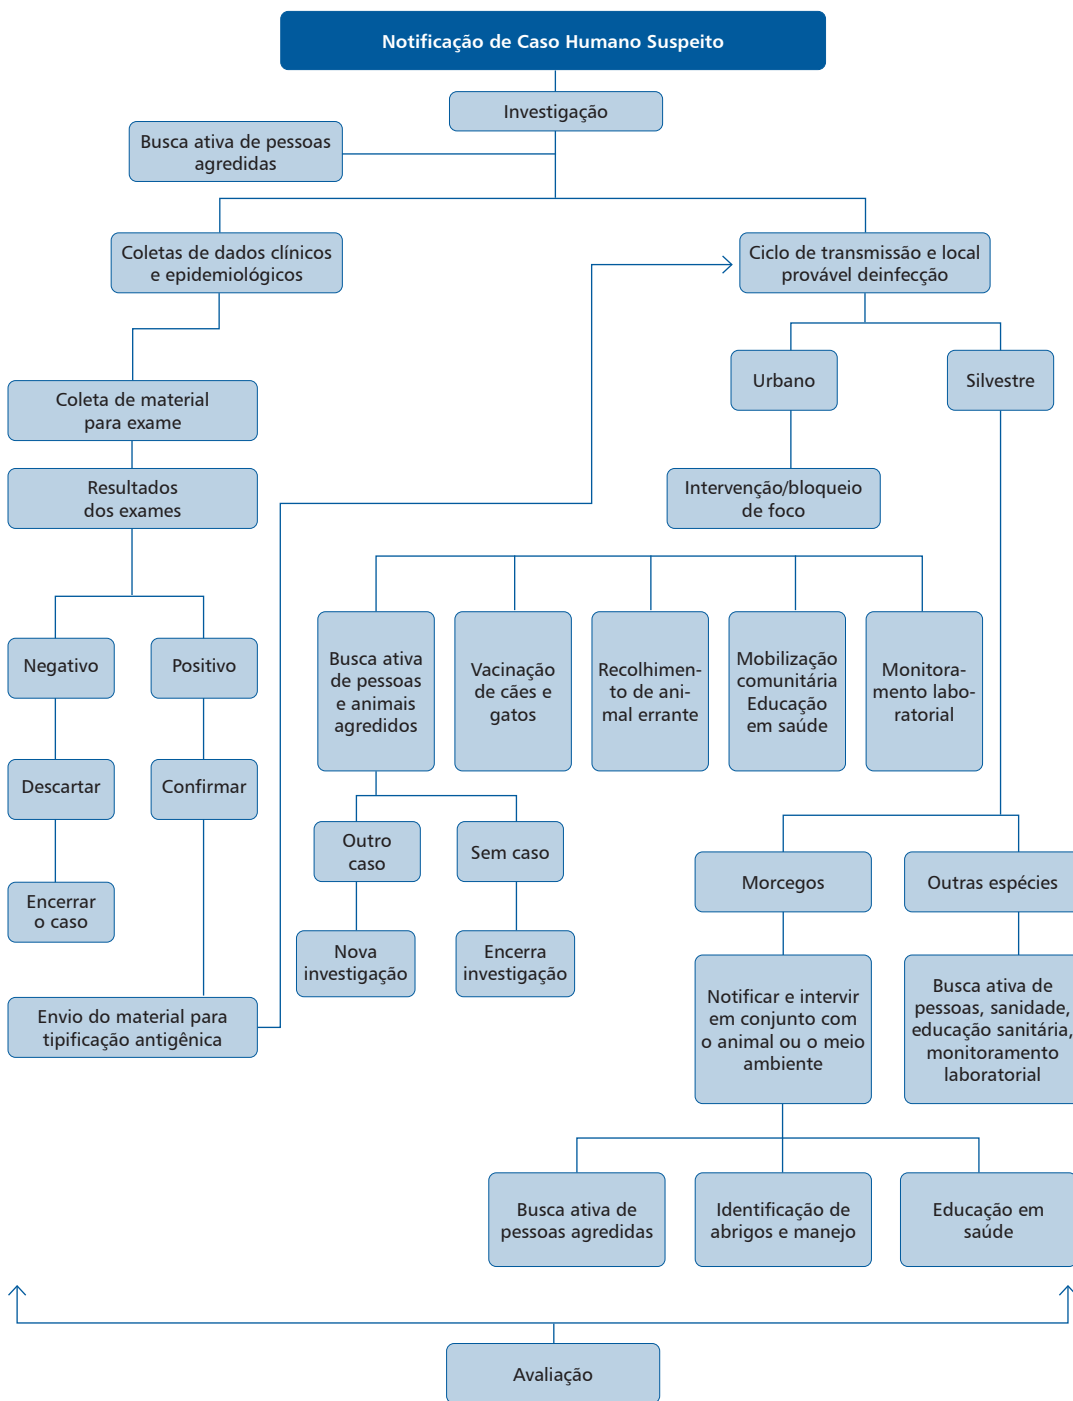 Notificação de Caso Humano Suspeito
Investigação
Busca ativa de pessoas
agredidas
Coletas de dados clínicos
e epidemiológicos
Ciclo de transmissão e local
provável deinfecção
Urbano
Silvestre
Coleta de material
para exame
Resultados
dos exames
Intervenção/bloqueio
de foco
Negativo
Positivo
Busca ativa
de pessoas
e animais
agredidos
Vacinação
de cães e
gatos
Recolhimen-
to de ani-
mal errante
Mobilização
comunitária
Educação
em saúde
Monitora-
mento labo-
ratorial
Descartar
Confirmar
Outro
caso
Sem caso
Morcegos
Outras espécies
Encerrar
o caso
Nova
investigação
Encerra
investigação
Notificar e intervir
em conjunto com
o animal ou o meio
ambiente
Busca ativa de
pessoas, sanidade,
educação sanitária,
monitoramento
laboratorial
Envio do material para
tipificação antigênica
Busca ativa de
pessoas agredidas
Identificação de
abrigos e manejo
Educação em
saúde
Avaliação